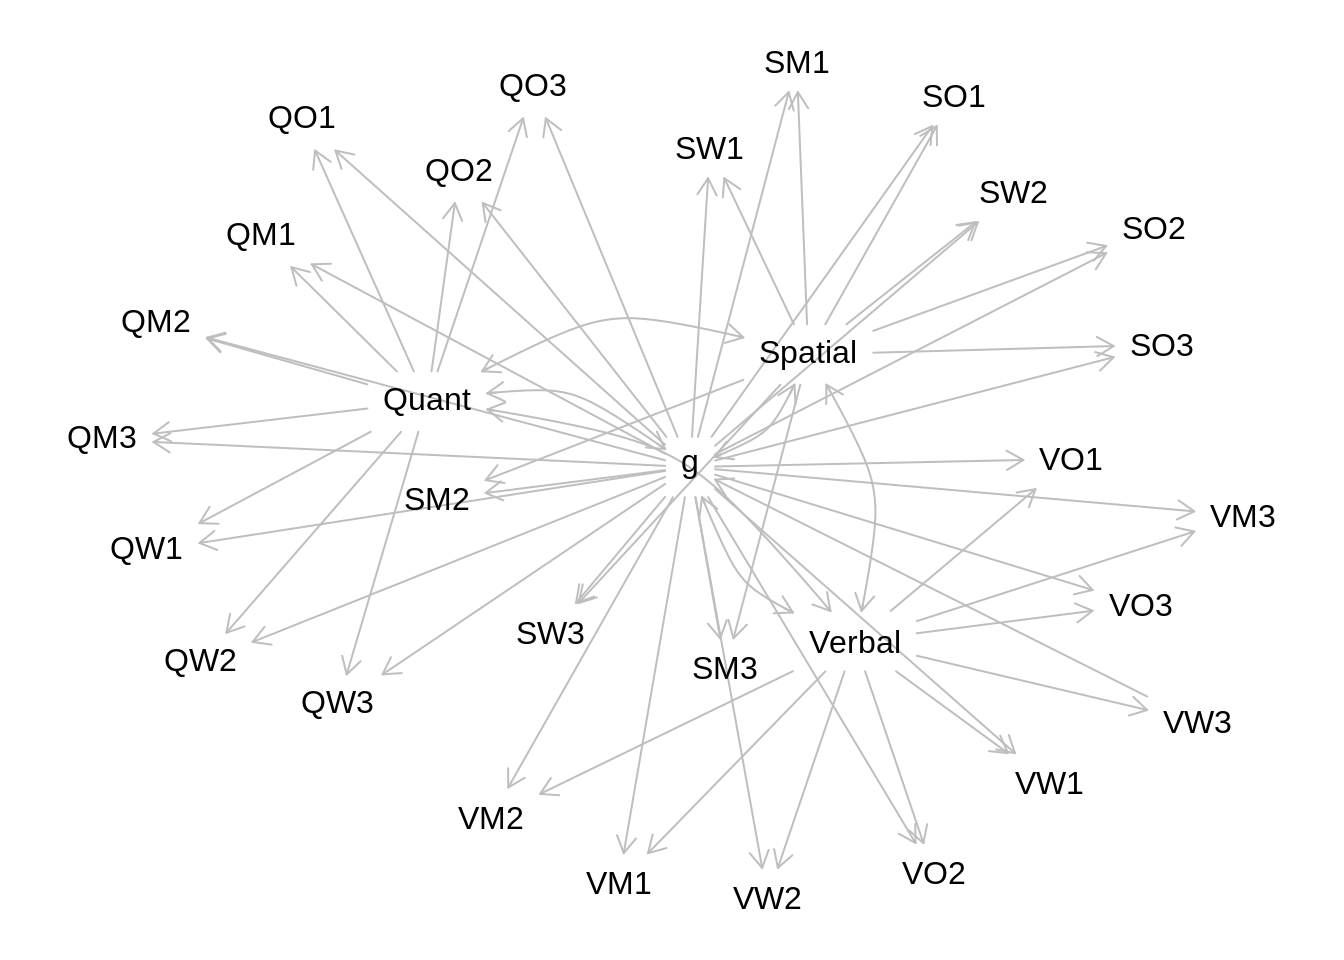 SM1
QO3
SO1
QO1
SW1
QO2
SW2
SO2
QM1
QM2
SO3
Spatial
Quant
QM3
VO1
g
SM2
VM3
QW1
VO3
SW3
Verbal
QW2
SM3
QW3
VW3
VW1
VM2
VO2
VM1
VW2